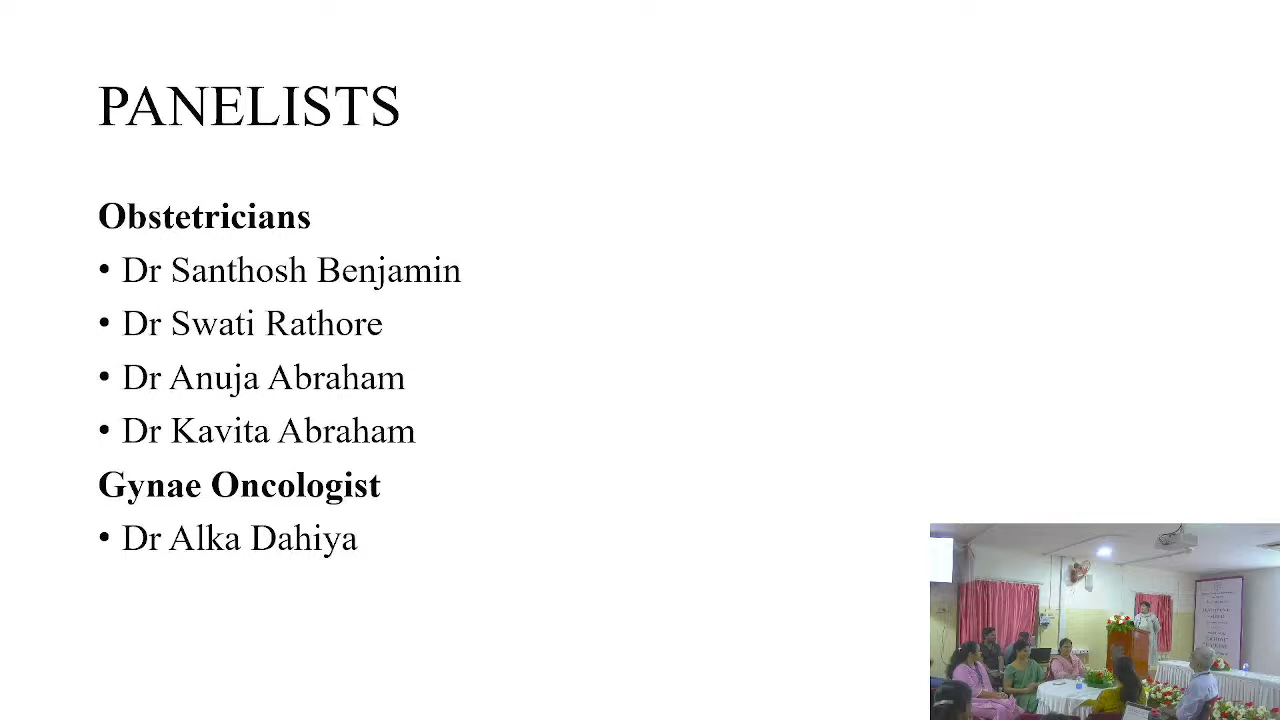 PANELISTS
Obstetricians
• Dr Santhosh Benjamin
• Dr Swati Rathore
• Dr Anuja Abraham
• Dr Kavita Abraham
Gynae Oncologist
• Dr Alka Dahiya